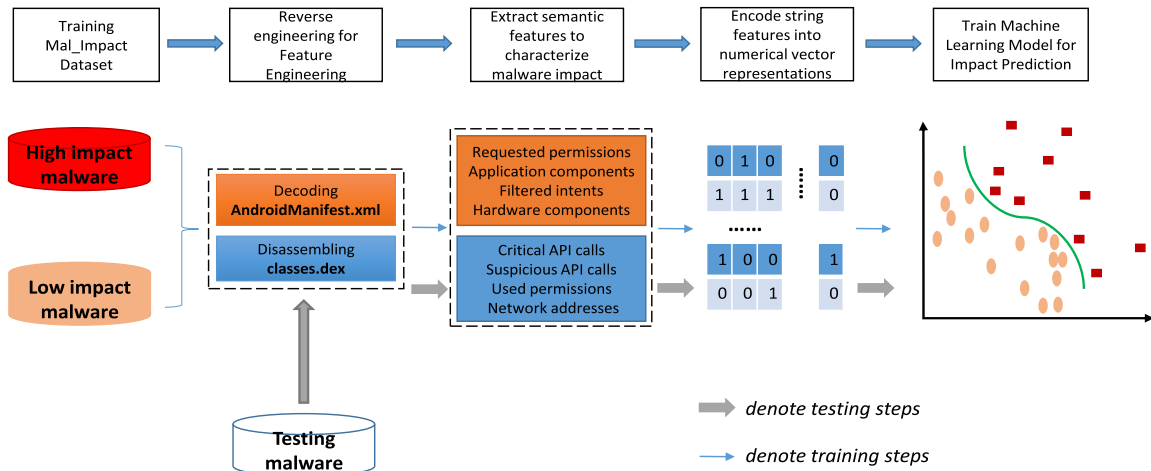 Training
Mal_Impact
Dataset
Reverse
engineering for
Feature
Engineering
Extract semantic
features to
characterize
malware impact
Encode string
features into
numerical vector
representations
Train Machine
Learning Model for
Impact Prediction
High impact
malware
Low impact
malware
Decoding
AndroidManifest.xml
Disassembling
classes.dex
Requested permissions
Application components
Filtered intents
Hardware components
Critical API calls
Suspicious API calls
Used permissions
Network addresses
0 1 0 0
1 1 1 0
......
1 0 0 1
0 0 1 0
Testing
malware
denote testing steps
denote training steps